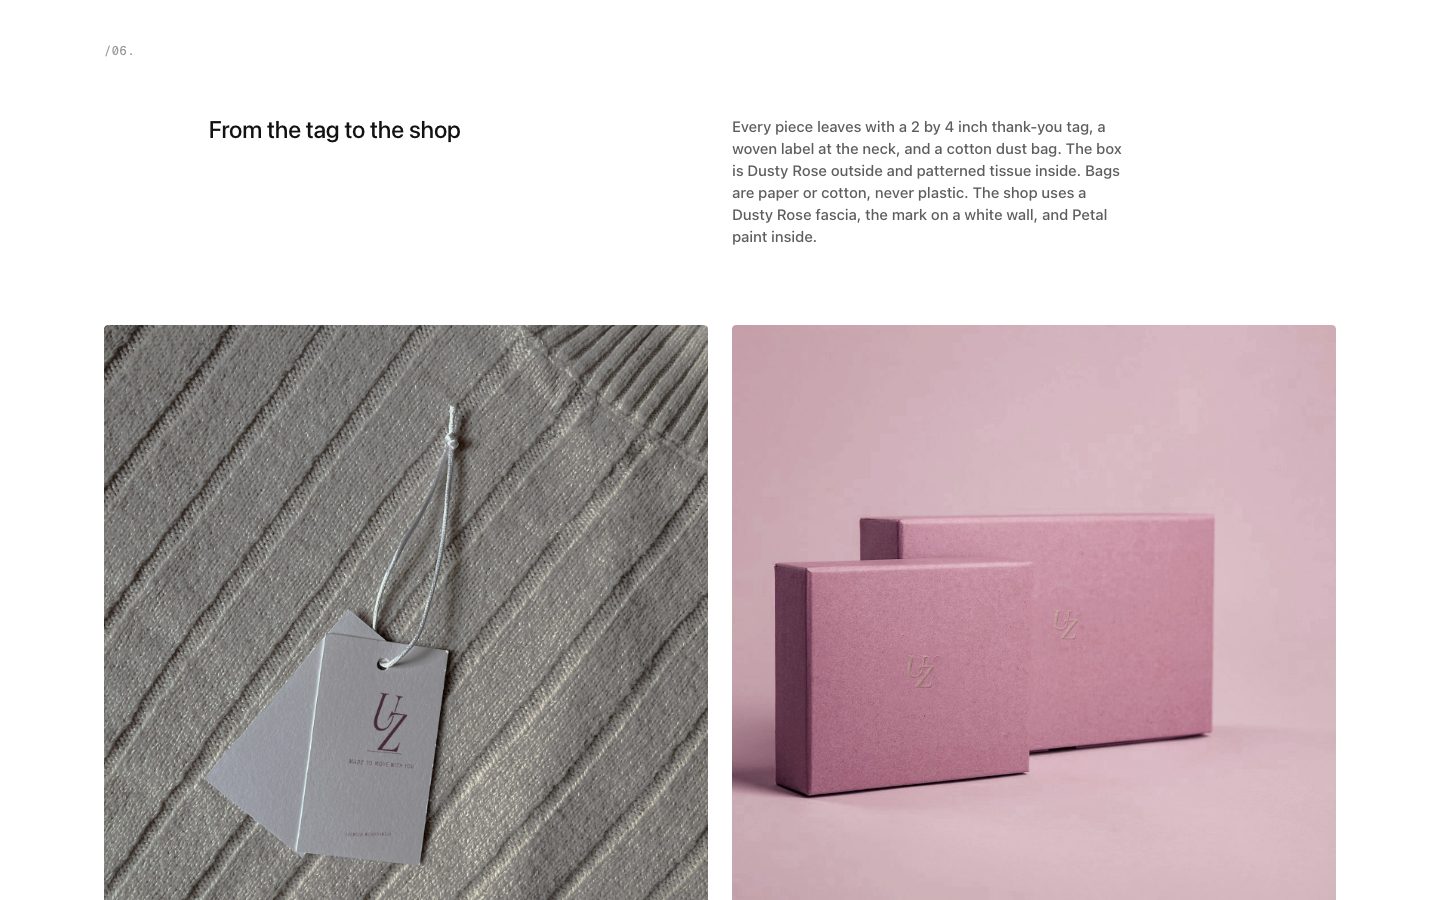 /06.
From the tag to the shop
Every piece leaves with a 2 by 4 inch thank-you tag, a
woven label at the neck, and a cotton dust bag. The box
is Dusty Rose outside and patterned tissue inside. Bags
are paper or cotton, never plastic. The shop uses a
Dusty Rose fascia, the mark on a white wall, and Petal
paint inside.
UZ
MADE TO MOVE WITH YOU
UZ
UZ